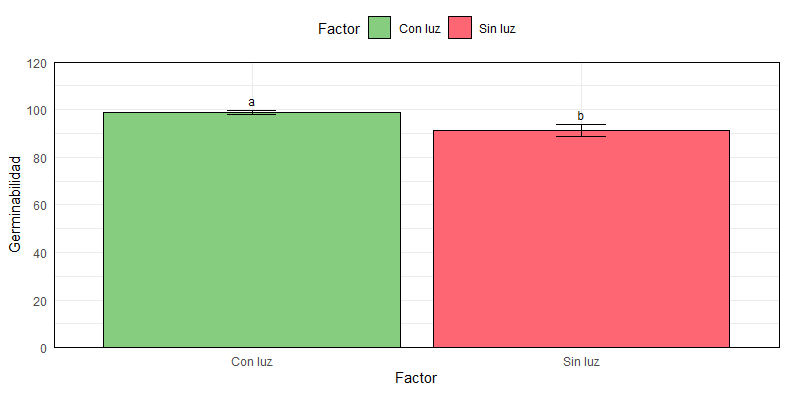 Factor Con luz Sin luz
120
100
80
60
40
20
0
Germinabilidad
a
b
Con luz Sin luz
Factor